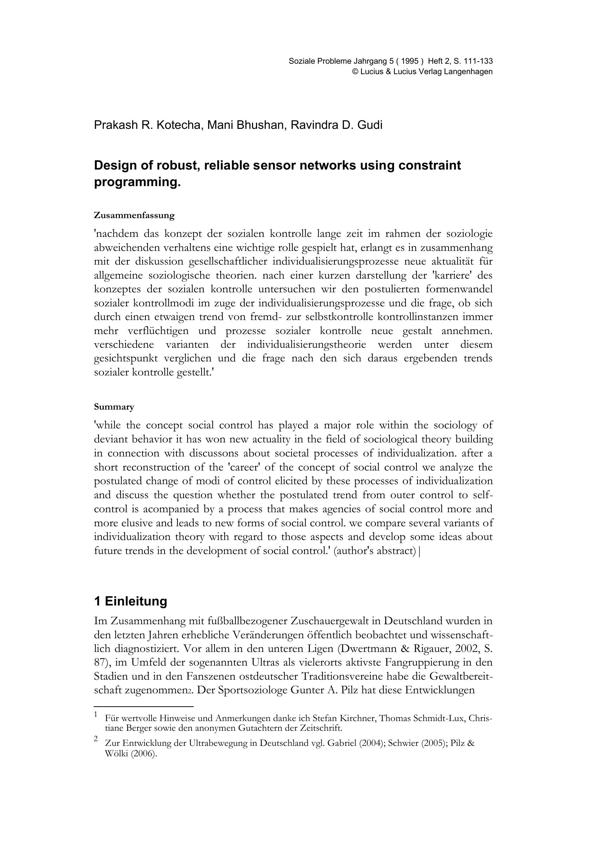 Soziale Probleme Jahrgang 5 ( 1995 ) Heft 2, S. 111-133
© Lucius & Lucius Verlag Langenhagen
Prakash R. Kotecha, Mani Bhushan, Ravindra D. Gudi
Design of robust, reliable sensor networks using constraint
programming.
Zusammenfassung
'nachdem das konzept der sozialen kontrolle lange zeit im rahmen der soziologie
abweichenden verhaltens eine wichtige rolle gespielt hat, erlangt es in zusammenhang
mit der diskussion gesellschaftlicher individualisierungsprozesse neue aktualität für
allgemeine soziologische theorien. nach einer kurzen darstellung der 'karriere' des
konzeptes der sozialen kontrolle untersuchen wir den postulierten formenwandel
sozialer kontrollmodi im zuge der individualisierungsprozesse und die frage, ob sich
durch einen etwaigen trend von fremd- zur selbstkontrolle kontrollinstanzen immer
mehr verflüchtigen und prozesse sozialer kontrolle neue gestalt annehmen.
verschiedene varianten der individualisierungstheorie werden unter diesem
gesichtspunkt verglichen und die frage nach den sich daraus ergebenden trends
sozialer kontrolle gestellt.'
Summary
'while the concept social control has played a major role within the sociology of
deviant behavior it has won new actuality in the field of sociological theory building
in connection with discussions about societal processes of individualization. after a
short reconstruction of the 'career' of the concept of social control we analyze the
postulated change of modi of control elicited by these processes of individualization
and discuss the question whether the postulated trend from outer control to self-
control is acompanied by a process that makes agencies of social control more and
more elusive and leads to new forms of social control. we compare several variants of
individualization theory with regard to those aspects and develop some ideas about
future trends in the development of social control.' (author's abstract)|
1 Einleitung
Im Zusammenhang mit fußballbezogener Zuschauergewalt in Deutschland wurden in
den letzten Jahren erhebliche Veränderungen öffentlich beobachtet und wissenschaft-
lich diagnostiziert. Vor allem in den unteren Ligen (Dwertmann & Rigauer, 2002, S.
87), im Umfeld der sogenannten Ultras als vielerorts aktivste Fangruppierung in den
Stadien und in den Fanszenen ostdeutscher Traditionsvereine habe die Gewaltbereit-
schaft zugenommen2. Der Sportsoziologe Gunter A. Pilz hat diese Entwicklungen
1 Für wertvolle Hinweise und Anmerkungen danke ich Stefan Kirchner, Thomas Schmidt-Lux, Chris-
tiane Berger sowie den anonymen Gutachtern der Zeitschrift.
2 Zur Entwicklung der Ultrabewegung in Deutschland vgl. Gabriel (2004); Schwier (2005); Pilz &
Wölki (2006).